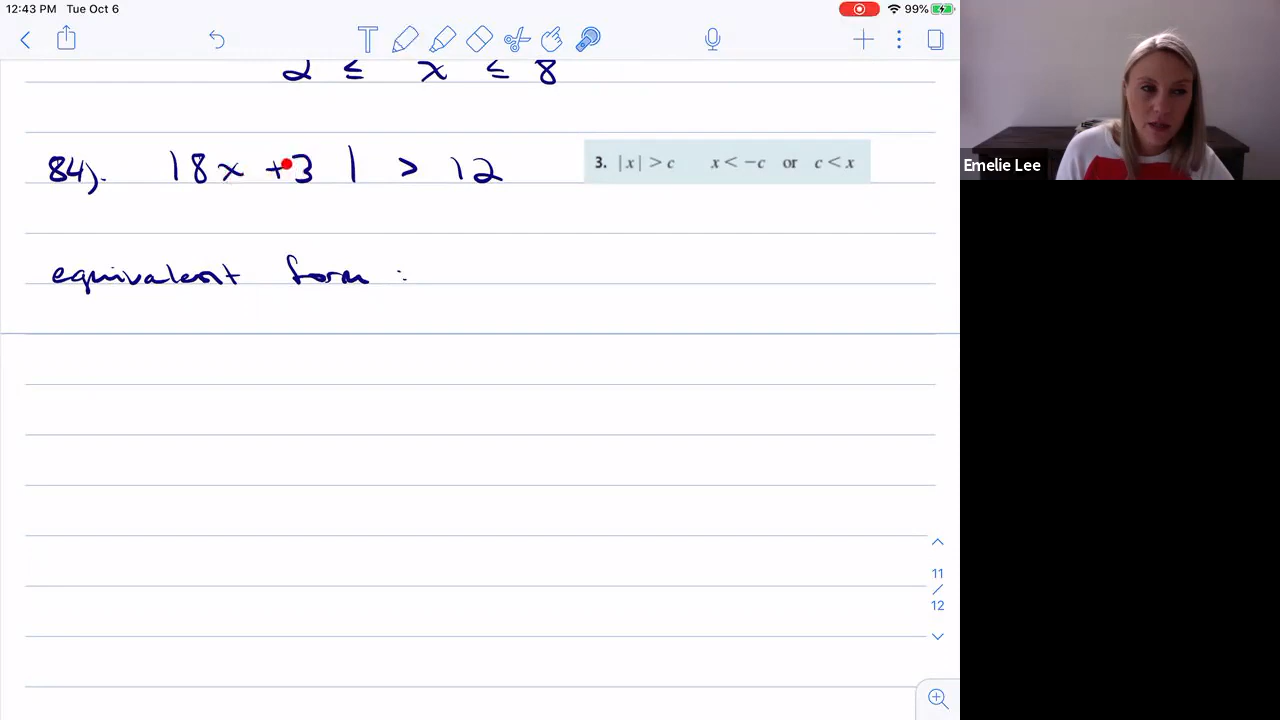 12:43 PM Tue Oct 6
99%
T
2 ≤ x ≤ 8
84). |8x + 3| > 12
3. |x| > c x < −c or c < x
equivalent form :
Emelie Lee
11
/
12